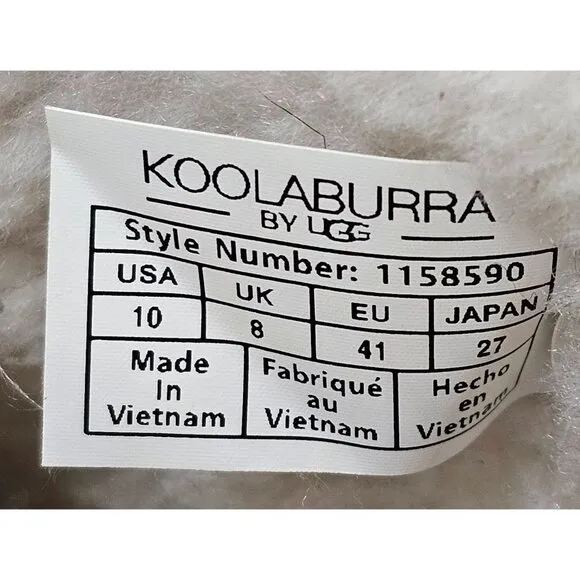 KOOLABURRA
BY UGG
Style Number: 1158590
USA UK EU JAPAN
10 8 41 27
Made Fabriqué Hecho
In au en
Vietnam Vietnam Vietnam